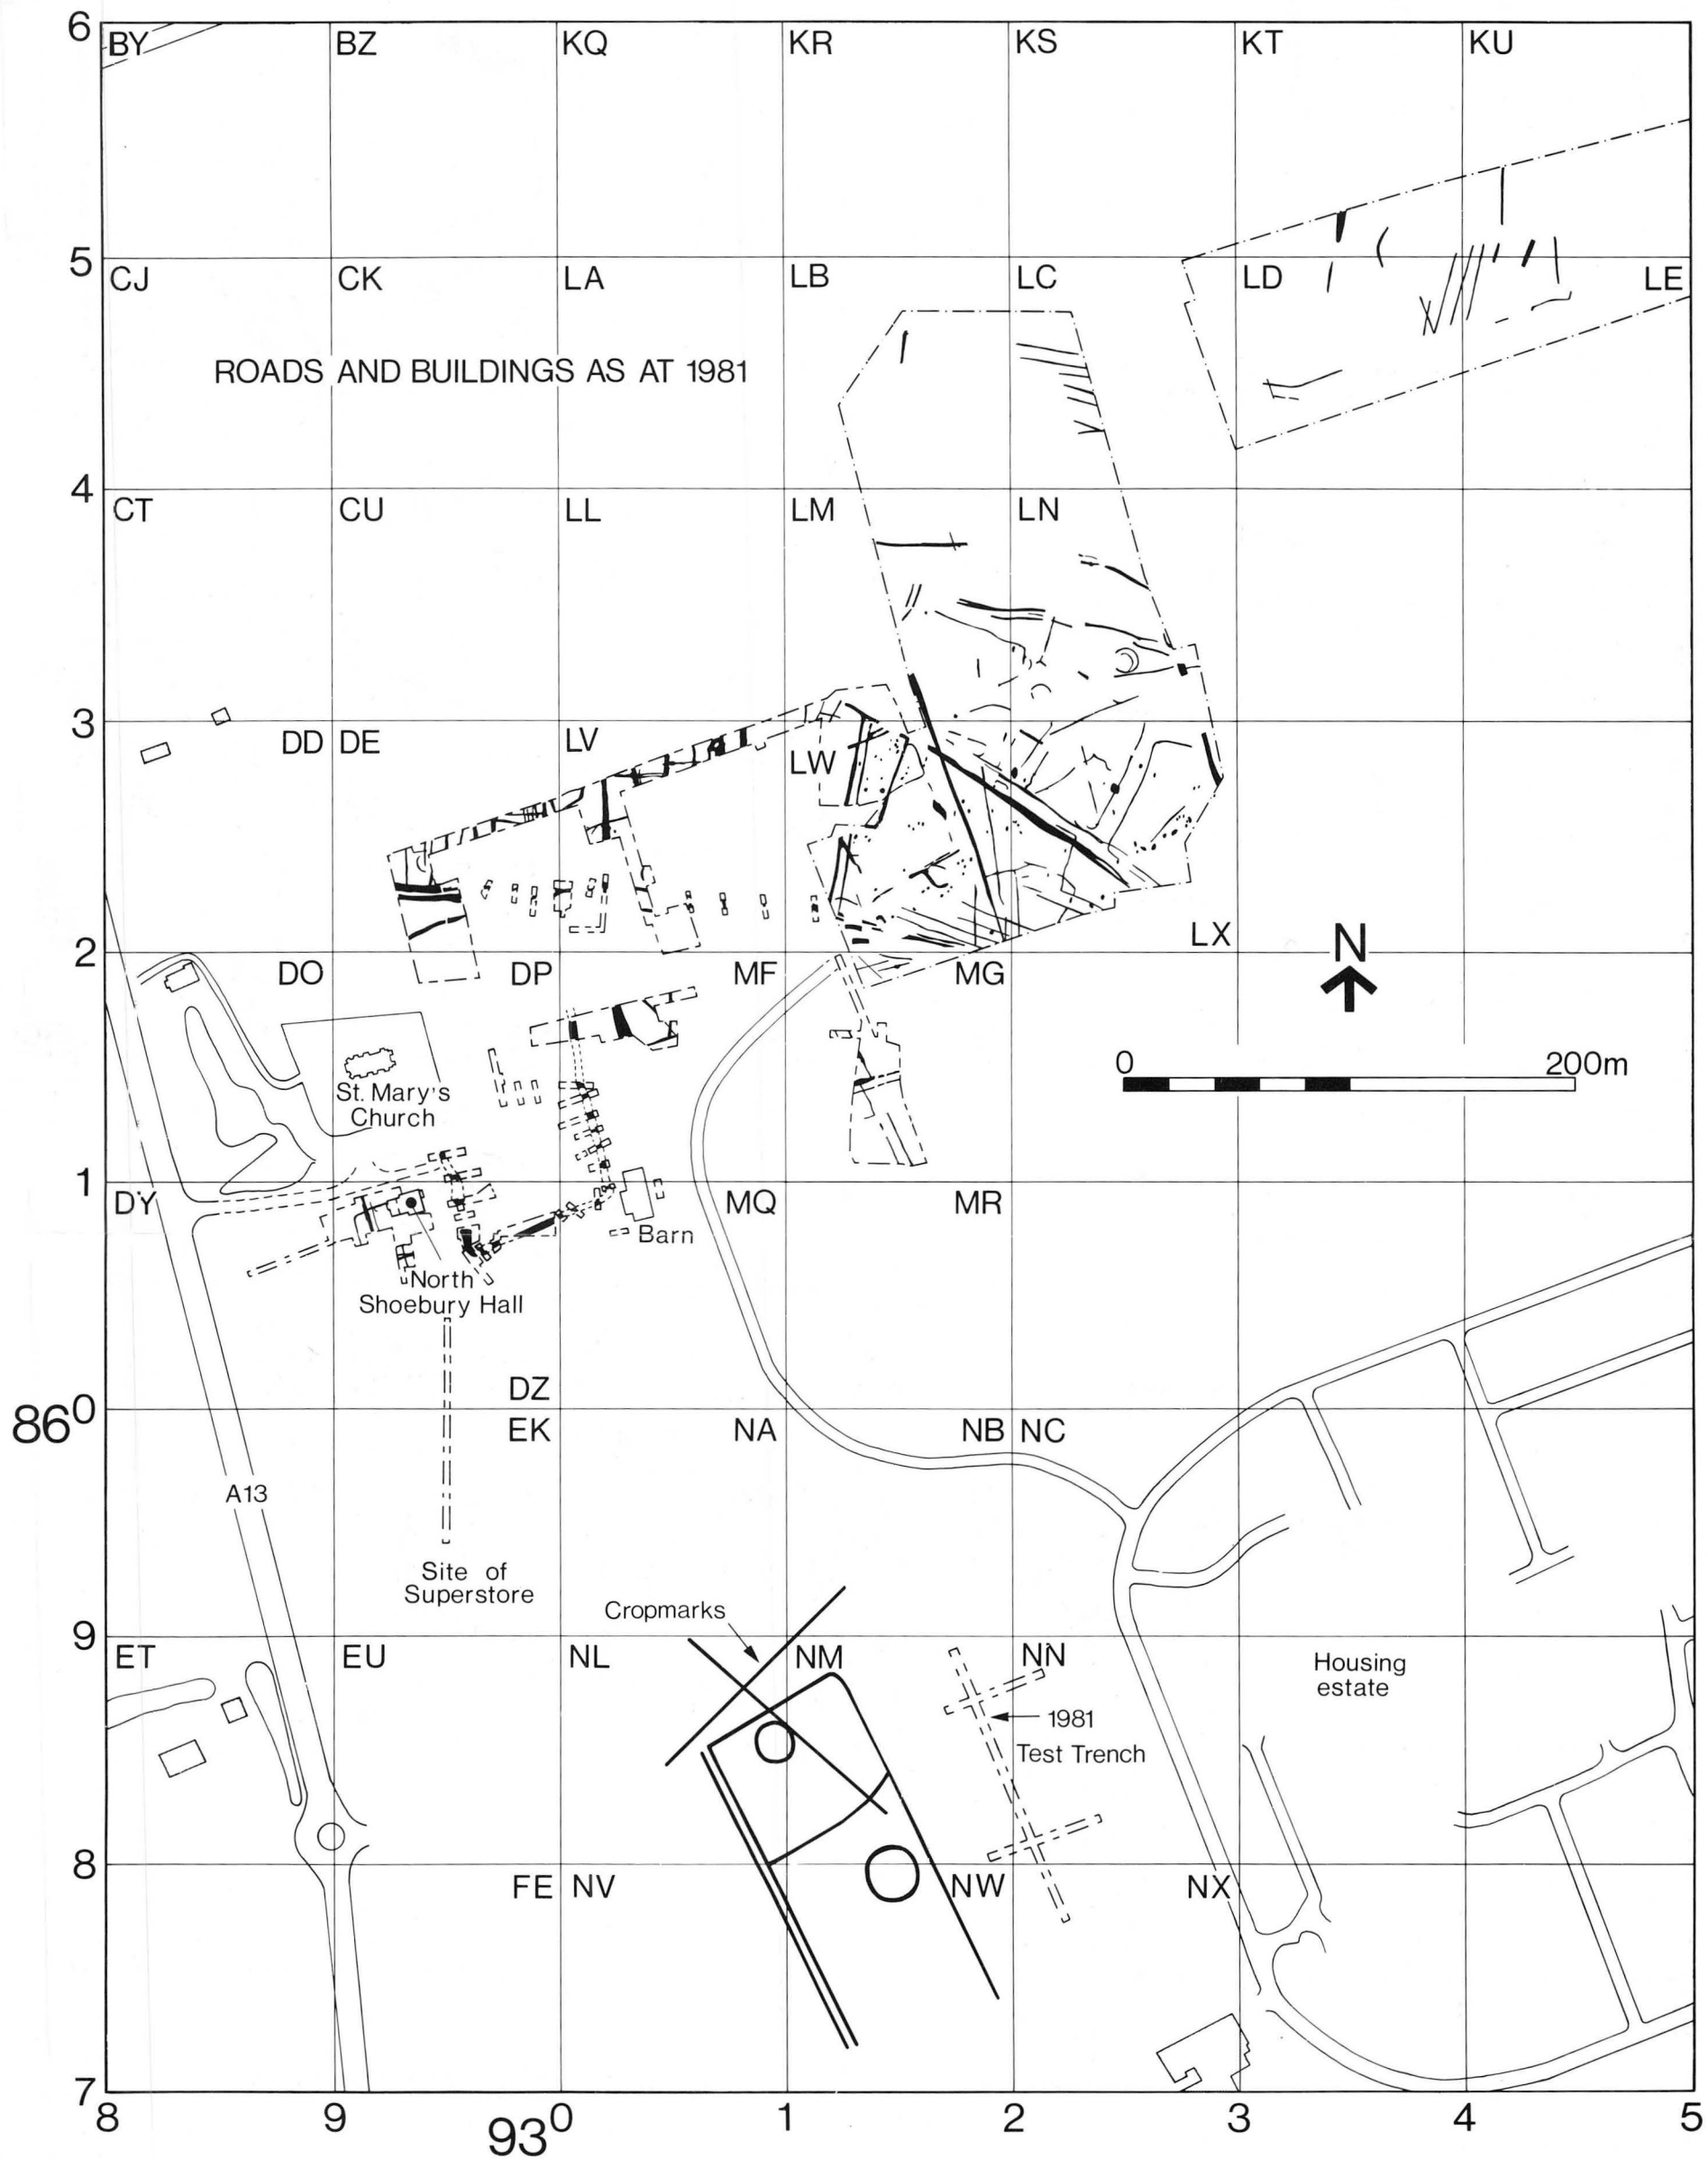 6
BY BZ KQ KR KS KT KU
5
CJ CK LA LB LC LD LE
ROADS AND BUILDINGS AS AT 1981
4
CT CU LL LM LN
3
DD DE LV LW
LX
N
2
DO DP MF MG
0 200m
St. Mary's
Church
1
DY MQ MR
Barn
North
Shoebury Hall
DZ
860
EK NA NB NC
A13
Site of
Superstore
Cropmarks
9
ET EU NL NM NN
Housing
estate
1981
Test Trench
8
FE NV NW NX
7
8 9 930 1 2 3 4 5